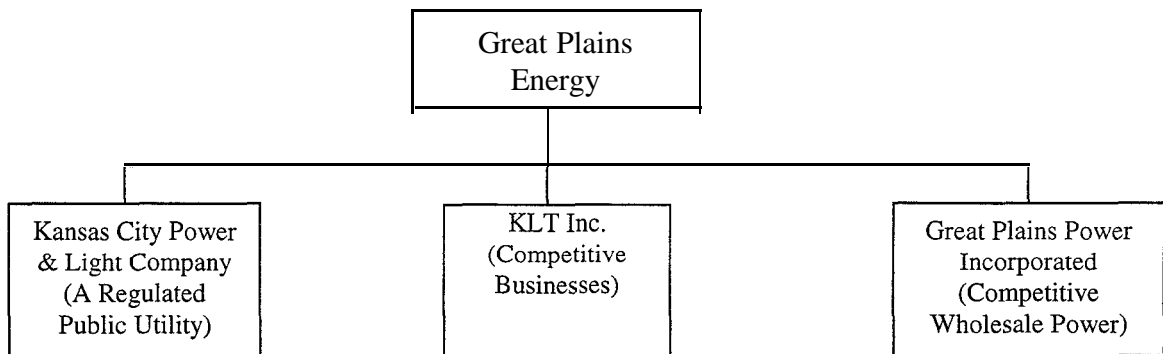 Great Plains
Energy
Kansas City Power
& Light Company
(A Regulated
Public Utility)
KLT Inc.
(Competitive
Businesses)
Great Plains Power
Incorporated
(Competitive
Wholesale Power)